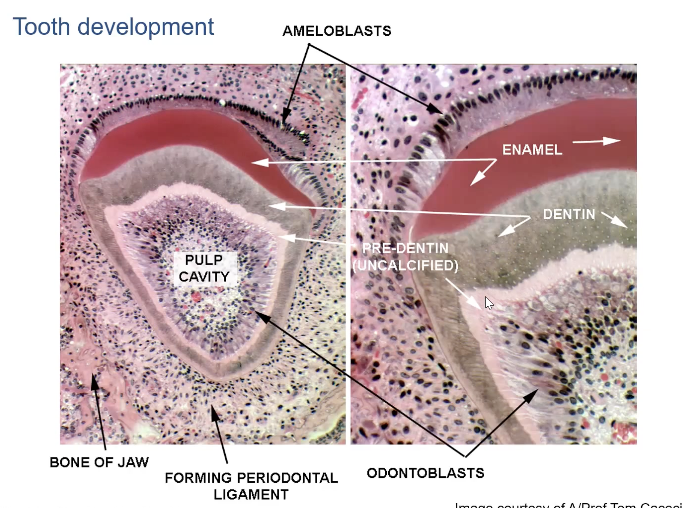 Tooth development
AMELOBLASTS
ENAMEL
DENTIN
PRE-DENTIN
(UNCALCIFIED)
PULP
CAVITY
BONE OF JAW
FORMING PERIODONTAL
LIGAMENT
ODONTOBLASTS
Image courtesy of A/Prof Tom